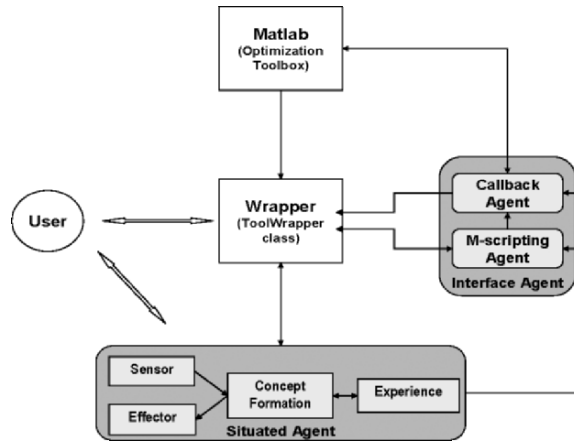 Matlab
(Optimization
Toolbox)
Callback
Agent
User
Wrapper
(ToolWrapper
class)
M-scripting
Agent
Interface Agent
Sensor
Concept
Formation
Experience
Effector
Situated Agent